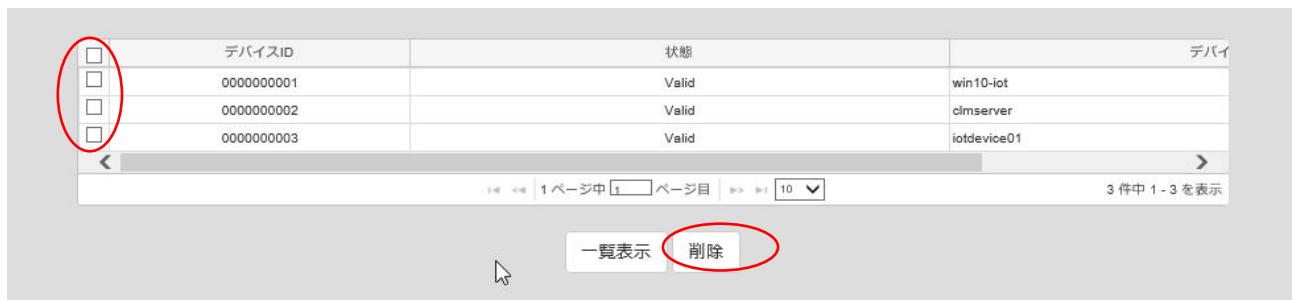 デバイスID 状態 デバイ
0000000001 Valid win10-iot
0000000002 Valid clmserver
0000000003 Valid iotdevice01
1 ページ中 1 ページ目 10 3 件中 1 - 3 を表示
一覧表示 削除